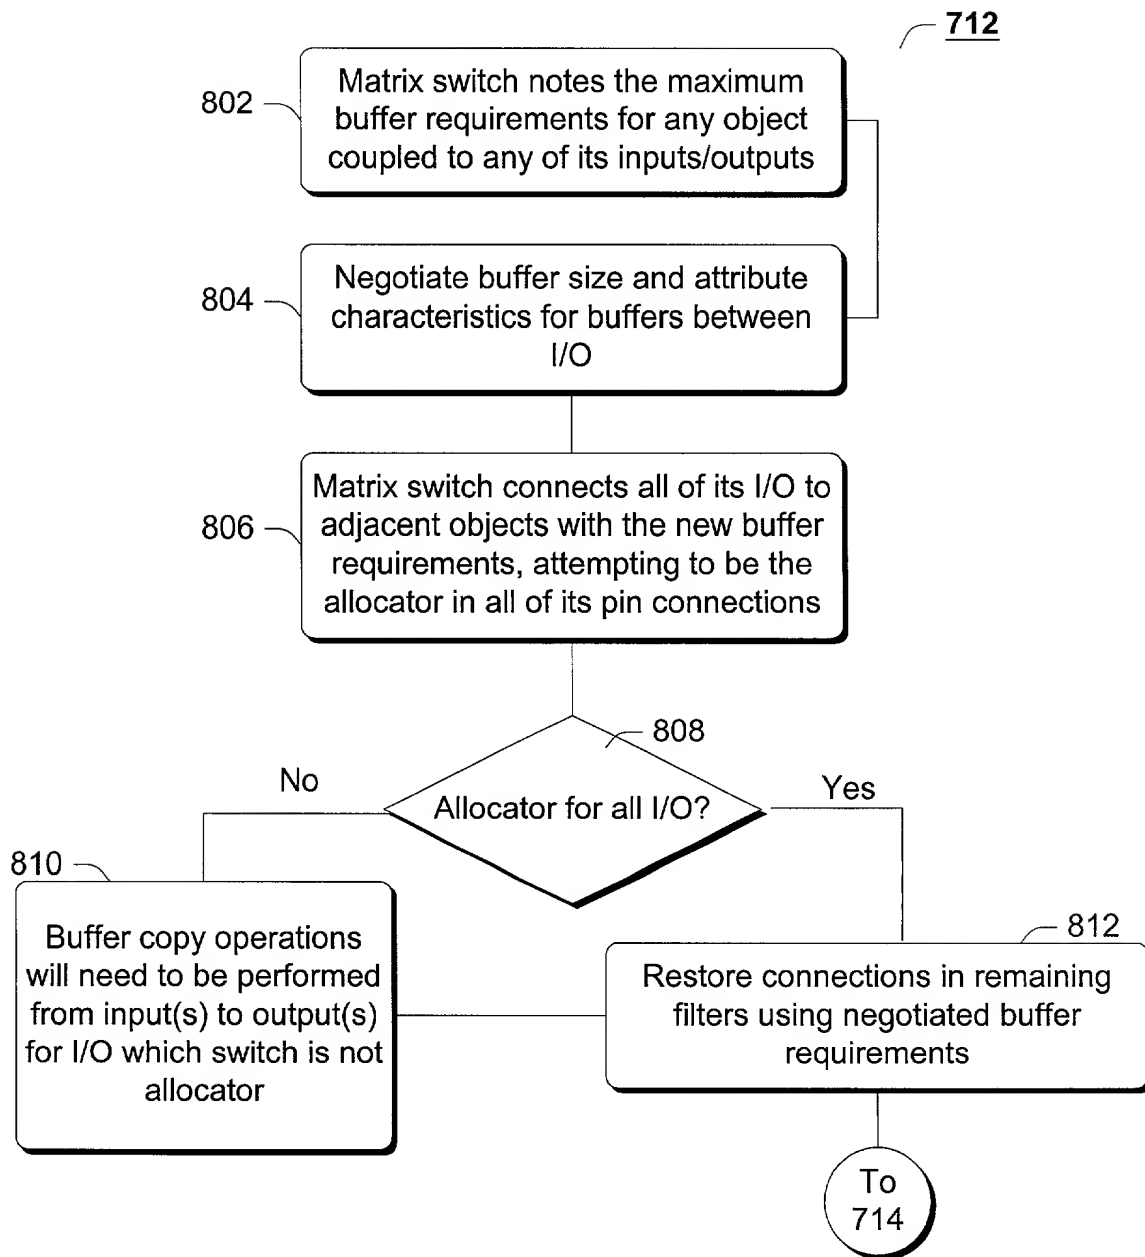 712
802
Matrix switch notes the maximum
buffer requirements for any object
coupled to any of its inputs/outputs
804
Negotiate buffer size and attribute
characteristics for buffers between
I/O
806
Matrix switch connects all of its I/O to
adjacent objects with the new buffer
requirements, attempting to be the
allocator in all of its pin connections
808
No
Allocator for all I/O?
Yes
810
Buffer copy operations
will need to be performed
from input(s) to output(s)
for I/O which switch is not
allocator
812
Restore connections in remaining
filters using negotiated buffer
requirements
To
714